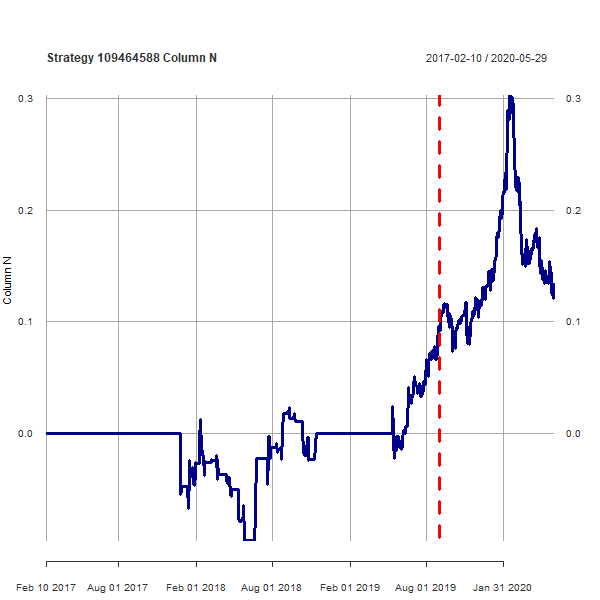 Strategy 109464588 Column N
2017-02-10 / 2020-05-29
Column N
0.3
0.3
0.2
0.2
0.1
0.1
0.0
0.0
Feb 10 2017
Aug 01 2017
Feb 01 2018
Aug 01 2018
Feb 01 2019
Aug 01 2019
Jan 31 2020